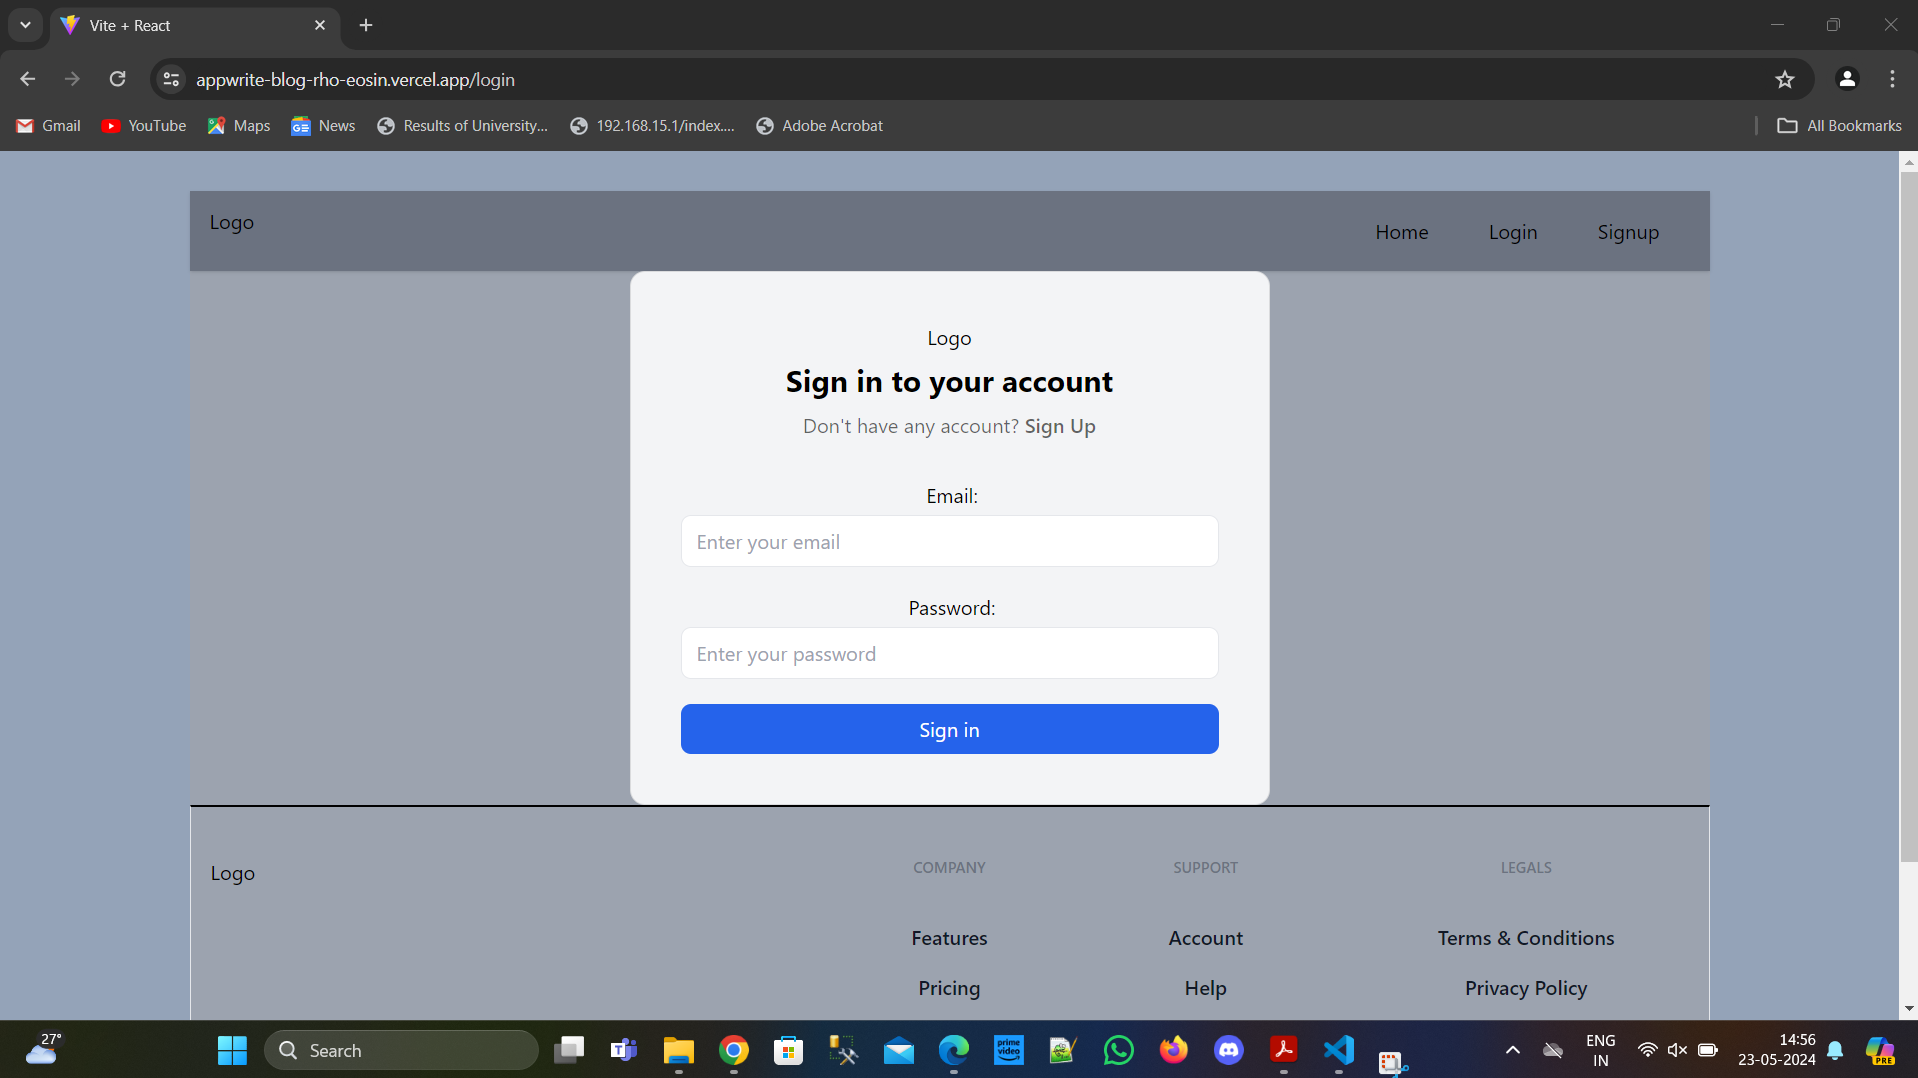 Vite + React
appwrite-blog-rho-eosin.vercel.app/login
Gmail YouTube Maps News Results of University... 192.168.15.1/index.... Adobe Acrobat All Bookmarks
Logo Home Login Signup
Logo
Sign in to your account
Don't have any account? Sign Up
Email:
Enter your email
Password:
Enter your password
Sign in
Logo
COMPANY SUPPORT LEGALS
Features Account Terms & Conditions
Pricing Help Privacy Policy
27°
Search
prime video
ENG
IN
14:56
23-05-2024
PRE